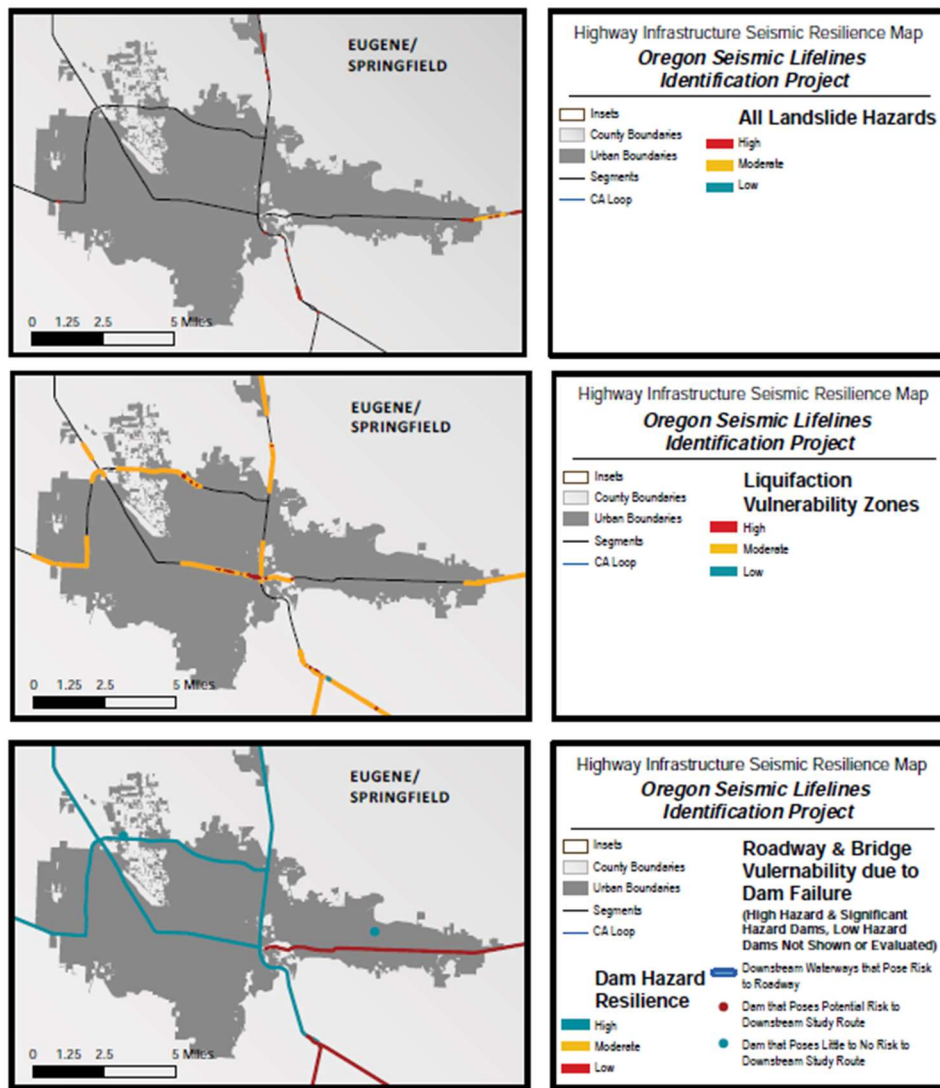 EUGENE/
SPRINGFIELD
0 1.25 2.5 5 Miles
Highway Infrastructure Seismic Resilience Map
Oregon Seismic Lifelines
Identification Project
Insets
County Boundaries
Urban Boundaries
Segments
CA Loop
All Landslide Hazards
High
Moderate
Low
EUGENE/
SPRINGFIELD
0 1.25 2.5 5 Miles
Highway Infrastructure Seismic Resilience Map
Oregon Seismic Lifelines
Identification Project
Insets
County Boundaries
Urban Boundaries
Segments
CA Loop
Liquifaction
Vulnerability Zones
High
Moderate
Low
EUGENE/
SPRINGFIELD
0 1.25 2.5 5 Miles
Highway Infrastructure Seismic Resilience Map
Oregon Seismic Lifelines
Identification Project
Insets
County Boundaries
Urban Boundaries
Segments
CA Loop
Dam Hazard
Resilience
High
Moderate
Low
Roadway & Bridge
Vulernability due to
Dam Failure
(High Hazard & Significant
Hazard Dams, Low Hazard
Dams Not Shown or Evaluated)
Downstream Waterways that Pose Risk
to Roadway
Dam that Poses Potential Risk to
Downstream Study Route
Dam that Poses Little to No Risk to
Downstream Study Route